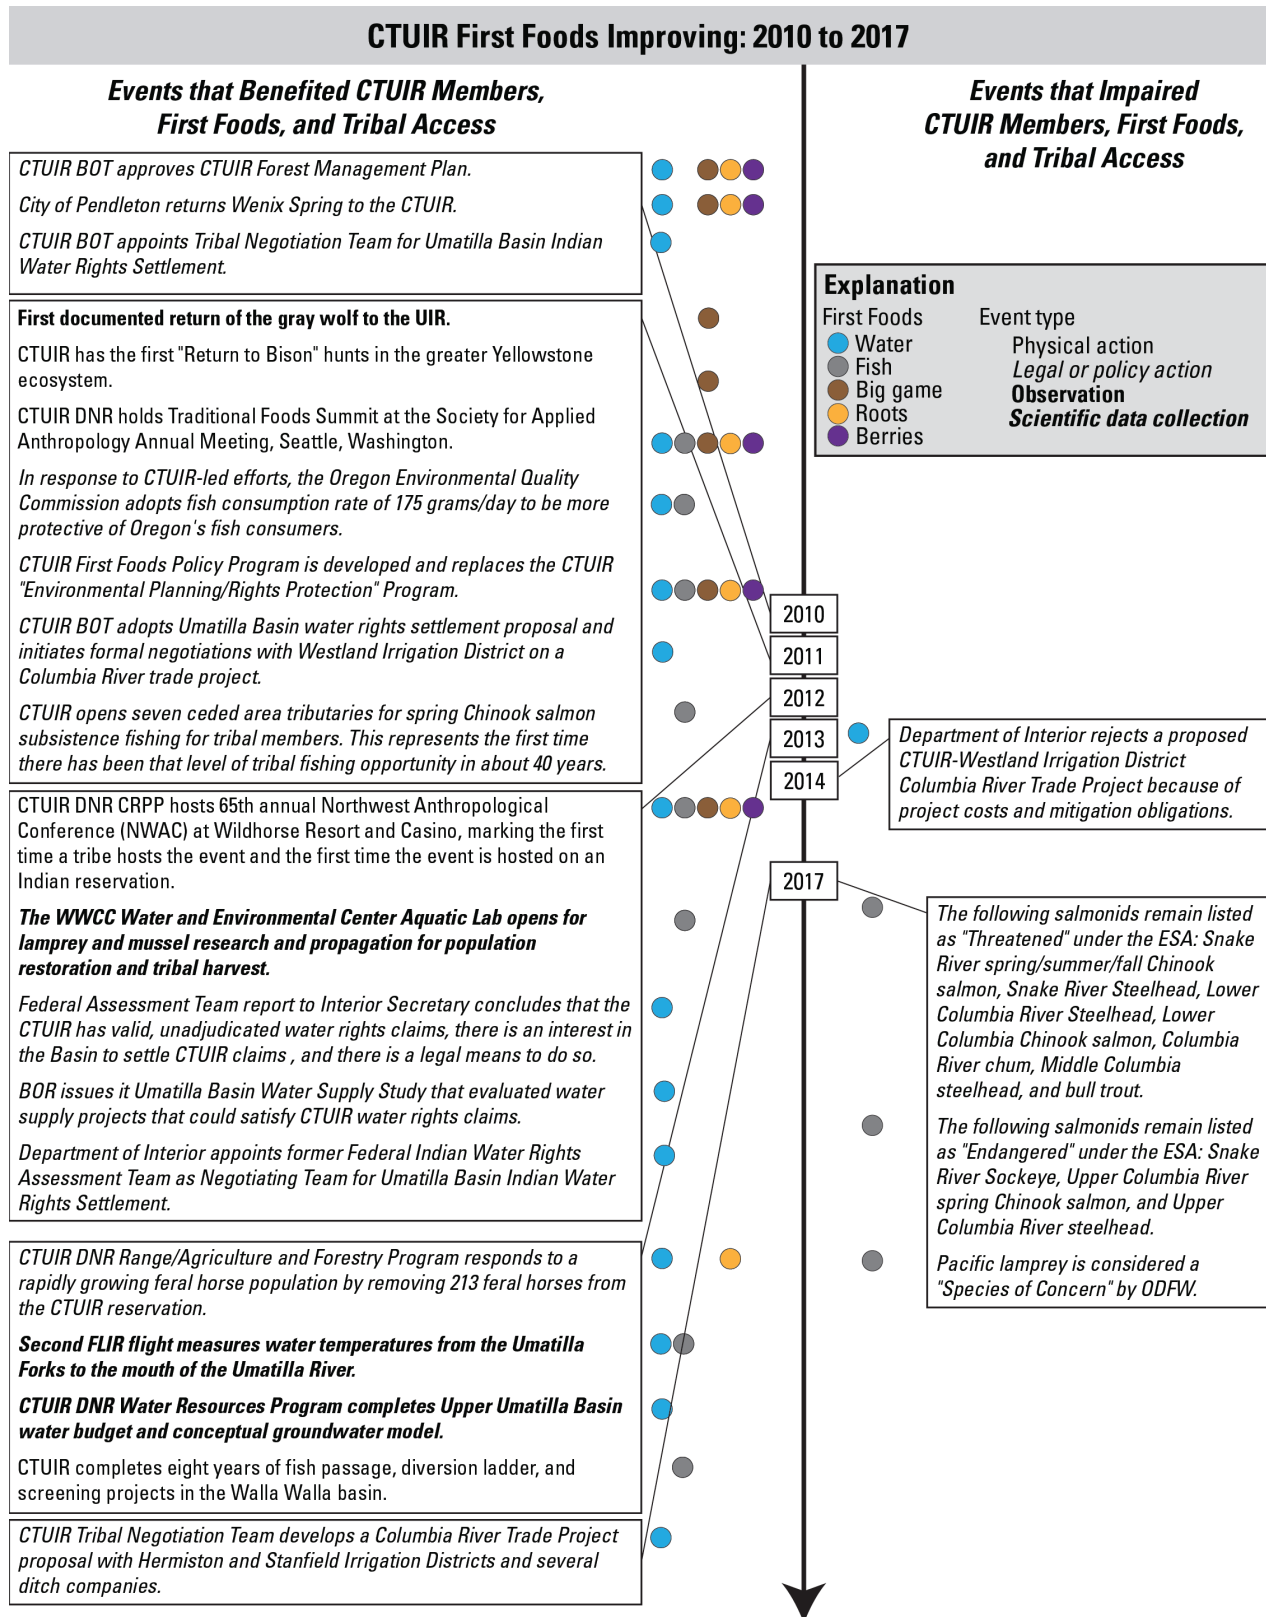 CTUIR First Foods Improving: 2010 to 2017
Events that Benefited CTUIR Members,
First Foods, and Tribal Access
CTUIR BOT approves CTUIR Forest Management Plan.
City of Pendleton returns Wenix Spring to the CTUIR.
CTUIR BOT appoints Tribal Negotiation Team for Umatilla Basin Indian
Water Rights Settlement.
First documented return of the gray wolf to the UIR.
CTUIR has the first "Return to Bison" hunts in the greater Yellowstone
ecosystem.
CTUIR DNR holds Traditional Foods Summit at the Society for Applied
Anthropology Annual Meeting, Seattle, Washington.
In response to CTUIR-led efforts, the Oregon Environmental Quality
Commission adopts fish consumption rate of 175 grams/day to be more
protective of Oregon's fish consumers.
CTUIR First Foods Policy Program is developed and replaces the CTUIR
"Environmental Planning/Rights Protection" Program.
CTUIR BOT adopts Umatilla Basin water rights settlement proposal and
initiates formal negotiations with Westland Irrigation District on a
Columbia River trade project.
CTUIR opens seven ceded area tributaries for spring Chinook salmon
subsistence fishing for tribal members. This represents the first time
there has been that level of tribal fishing opportunity in about 40 years.
CTUIR DNR CRPP hosts 65th annual Northwest Anthropological
Conference (NWAC) at Wildhorse Resort and Casino, marking the first
time a tribe hosts the event and the first time the event is hosted on an
Indian reservation.
The WWCC Water and Environmental Center Aquatic Lab opens for
lamprey and mussel research and propagation for population
restoration and tribal harvest.
Federal Assessment Team report to Interior Secretary concludes that the
CTUIR has valid, unadjudicated water rights claims, there is an interest in
the Basin to settle CTUIR claims , and there is a legal means to do so.
BOR issues it Umatilla Basin Water Supply Study that evaluated water
supply projects that could satisfy CTUIR water rights claims.
Department of Interior appoints former Federal Indian Water Rights
Assessment Team as Negotiating Team for Umatilla Basin Indian Water
Rights Settlement.
CTUIR DNR Range/Agriculture and Forestry Program responds to a
rapidly growing feral horse population by removing 213 feral horses from
the CTUIR reservation.
Second FLIR flight measures water temperatures from the Umatilla
Forks to the mouth of the Umatilla River.
CTUIR DNR Water Resources Program completes Upper Umatilla Basin
water budget and conceptual groundwater model.
CTUIR completes eight years of fish passage, diversion ladder, and
screening projects in the Walla Walla basin.
CTUIR Tribal Negotiation Team develops a Columbia River Trade Project
proposal with Hermiston and Stanfield Irrigation Districts and several
ditch companies.
2010
2011
2012
2013
2014
2017
Events that Impaired
CTUIR Members, First Foods,
and Tribal Access
Explanation
First Foods
Water
Fish
Big game
Roots
Berries
Event type
Physical action
Legal or policy action
Observation
Scientific data collection
Department of Interior rejects a proposed
CTUIR-Westland Irrigation District
Columbia River Trade Project because of
project costs and mitigation obligations.
The following salmonids remain listed
as "Threatened" under the ESA: Snake
River spring/summer/fall Chinook
salmon, Snake River Steelhead, Lower
Columbia River Steelhead, Lower
Columbia Chinook salmon, Columbia
River chum, Middle Columbia
steelhead, and bull trout.
The following salmonids remain listed
as "Endangered" under the ESA: Snake
River Sockeye, Upper Columbia River
spring Chinook salmon, and Upper
Columbia River steelhead.
Pacific lamprey is considered a
"Species of Concern" by ODFW.